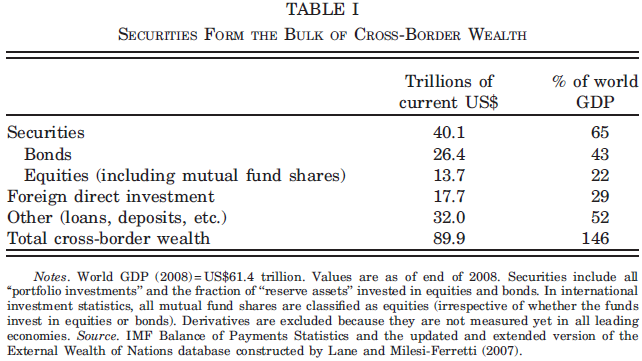 TABLE I
Securities Form the Bulk of Cross-Border Wealth
Trillions of current US$ % of world GDP
Securities 40.1 65
Bonds 26.4 43
Equities (including mutual fund shares) 13.7 22
Foreign direct investment 17.7 29
Other (loans, deposits, etc.) 32.0 52
Total cross-border wealth 89.9 146
Notes. World GDP (2008) = US$61.4 trillion. Values are as of end of 2008. Securities include all
“portfolio investments” and the fraction of “reserve assets” invested in equities and bonds. In international
investment statistics, all mutual fund shares are classified as equities (irrespective of whether the funds
invest in equities or bonds). Derivatives are excluded because they are not measured yet in all leading
economies. Source. IMF Balance of Payments Statistics and the updated and extended version of the
External Wealth of Nations database constructed by Lane and Milesi-Ferretti (2007).